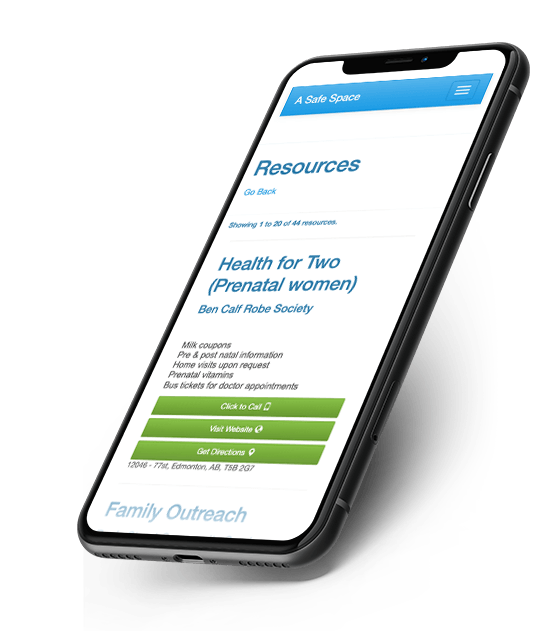 A Safe Space
Resources
Go Back
Showing 1 to 20 of 44 resources.
Health for Two
(Prenatal women)
Ben Calf Robe Society
Milk coupons
Pre & post natal information
Home visits upon request
Prenatal vitamins
Bus tickets for doctor appointments
Click to Call
Visit Website
Get Directions
12046 - 77st, Edmonton, AB, T5B 2G7
Family Outreach